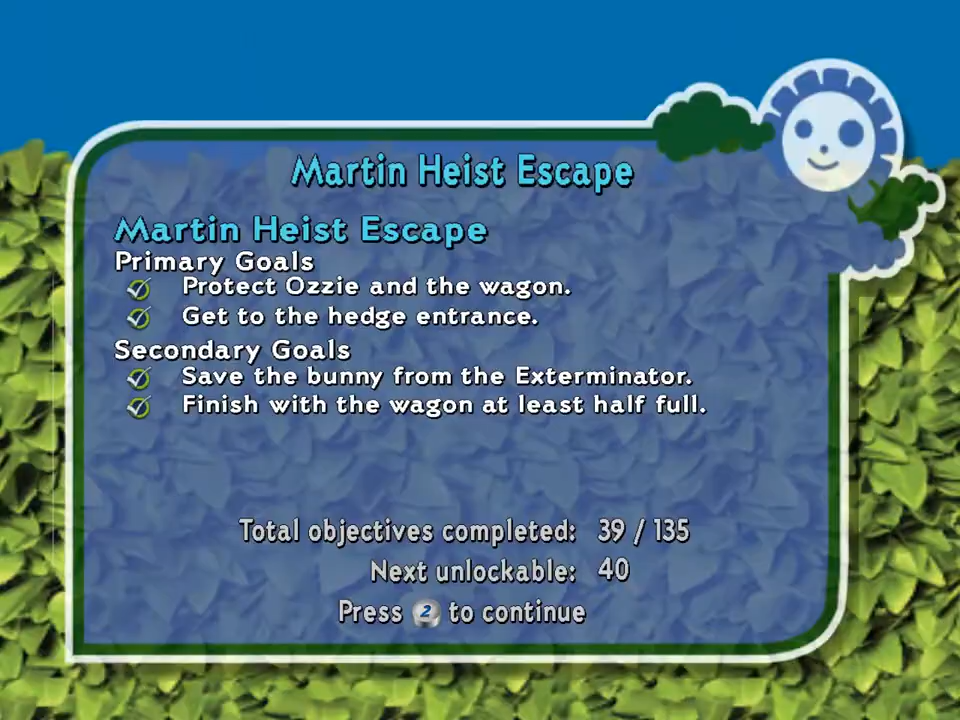 Martin Heist Escape
Martin Heist Escape
Primary Goals
Protect Ozzie and the wagon.
Get to the hedge entrance.
Secondary Goals
Save the bunny from the Exterminator.
Finish with the wagon at least half full.
Total objectives completed: 39 / 135
Next unlockable: 40
Press 2 to continue